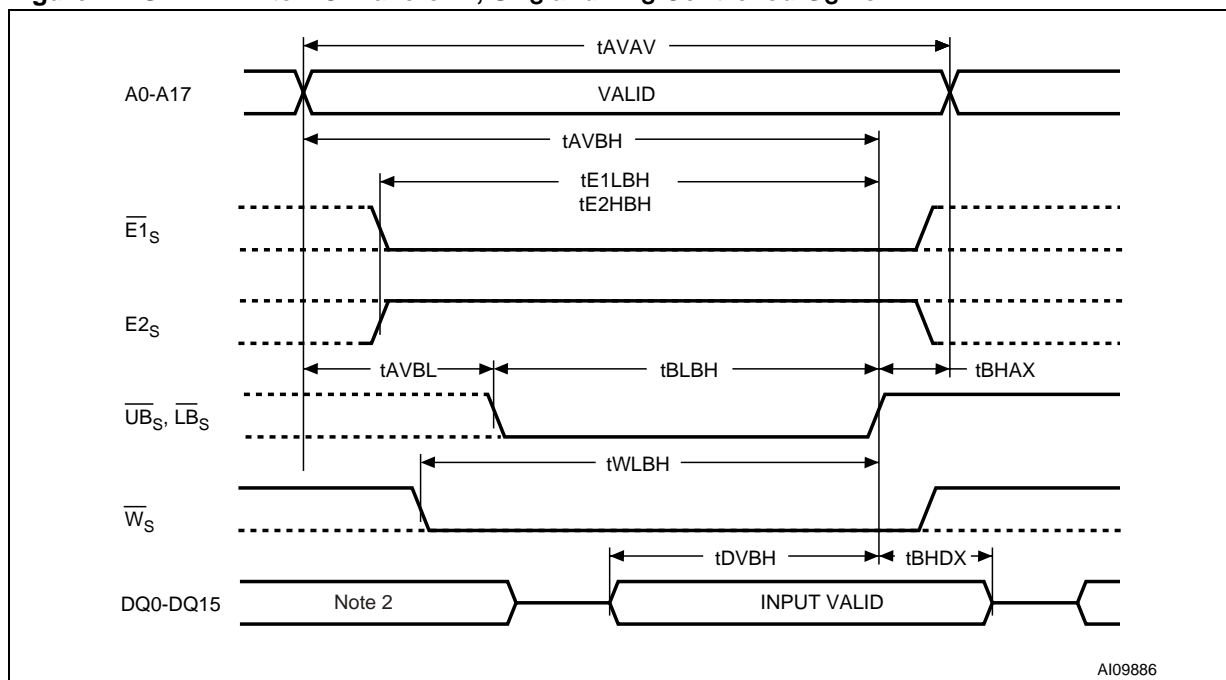 tAVAV
A0-A17
VALID
tAVBH
tE1LBH
tE2HBH
E1S
E2S
tAVBL
tBLBH
tBHAX
UBS, LBS
tWLBH
WS
tDVBH
tBHDX
DQ0-DQ15
Note 2
INPUT VALID
AI09886